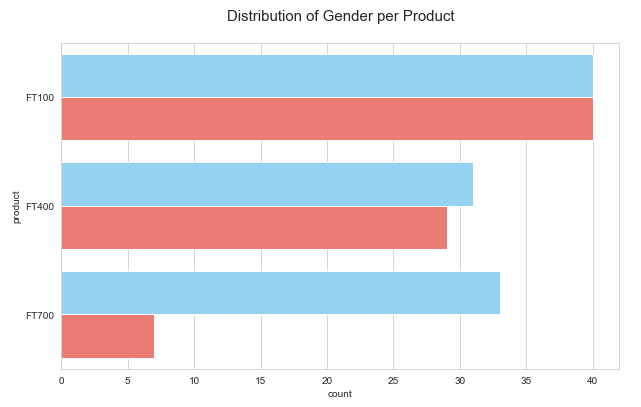 Distribution of Gender per Product
FT100
FT400
FT700
product
0 5 10 15 20 25 30 35 40
count